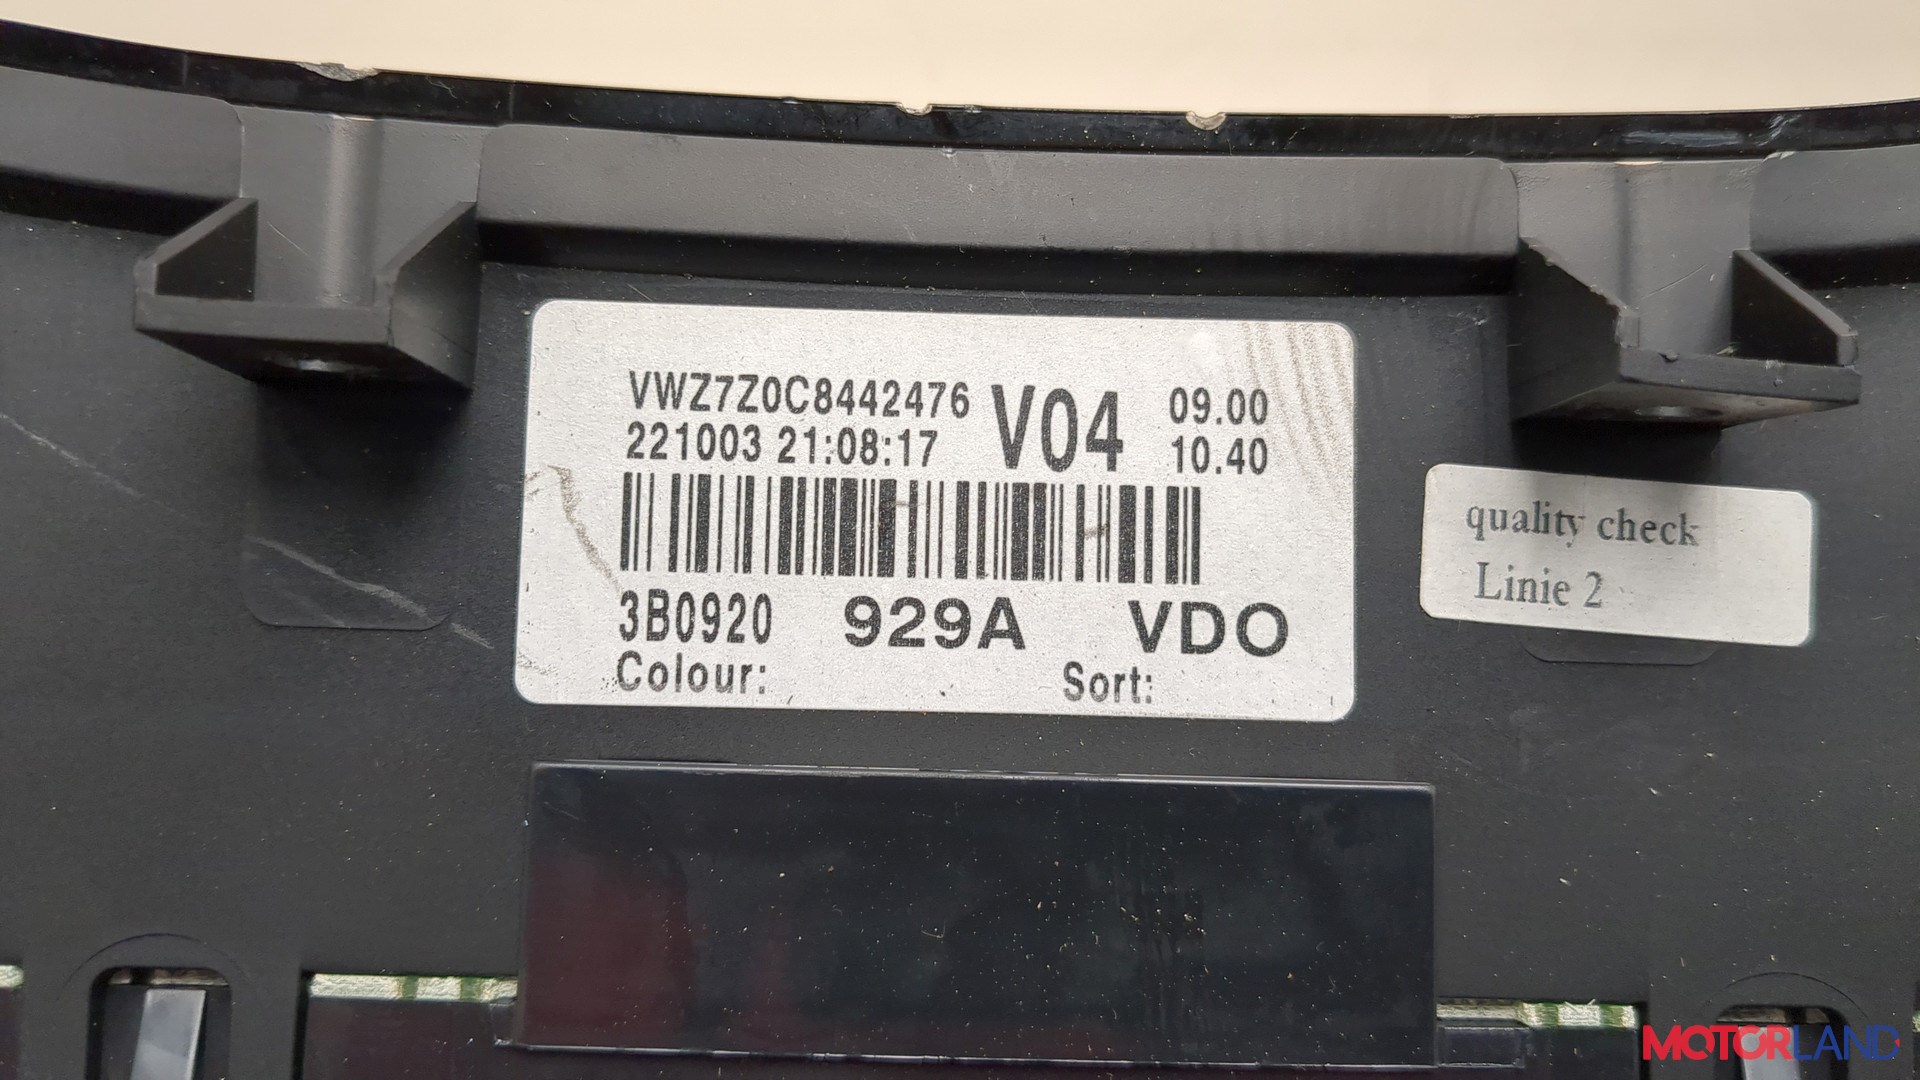 VWZ7Z0C8442476 V04 09.00
221003 21:08:17 10.40
3B0920 929A VDO
Colour: Sort:
quality check
Linie 2
MOTORLAND